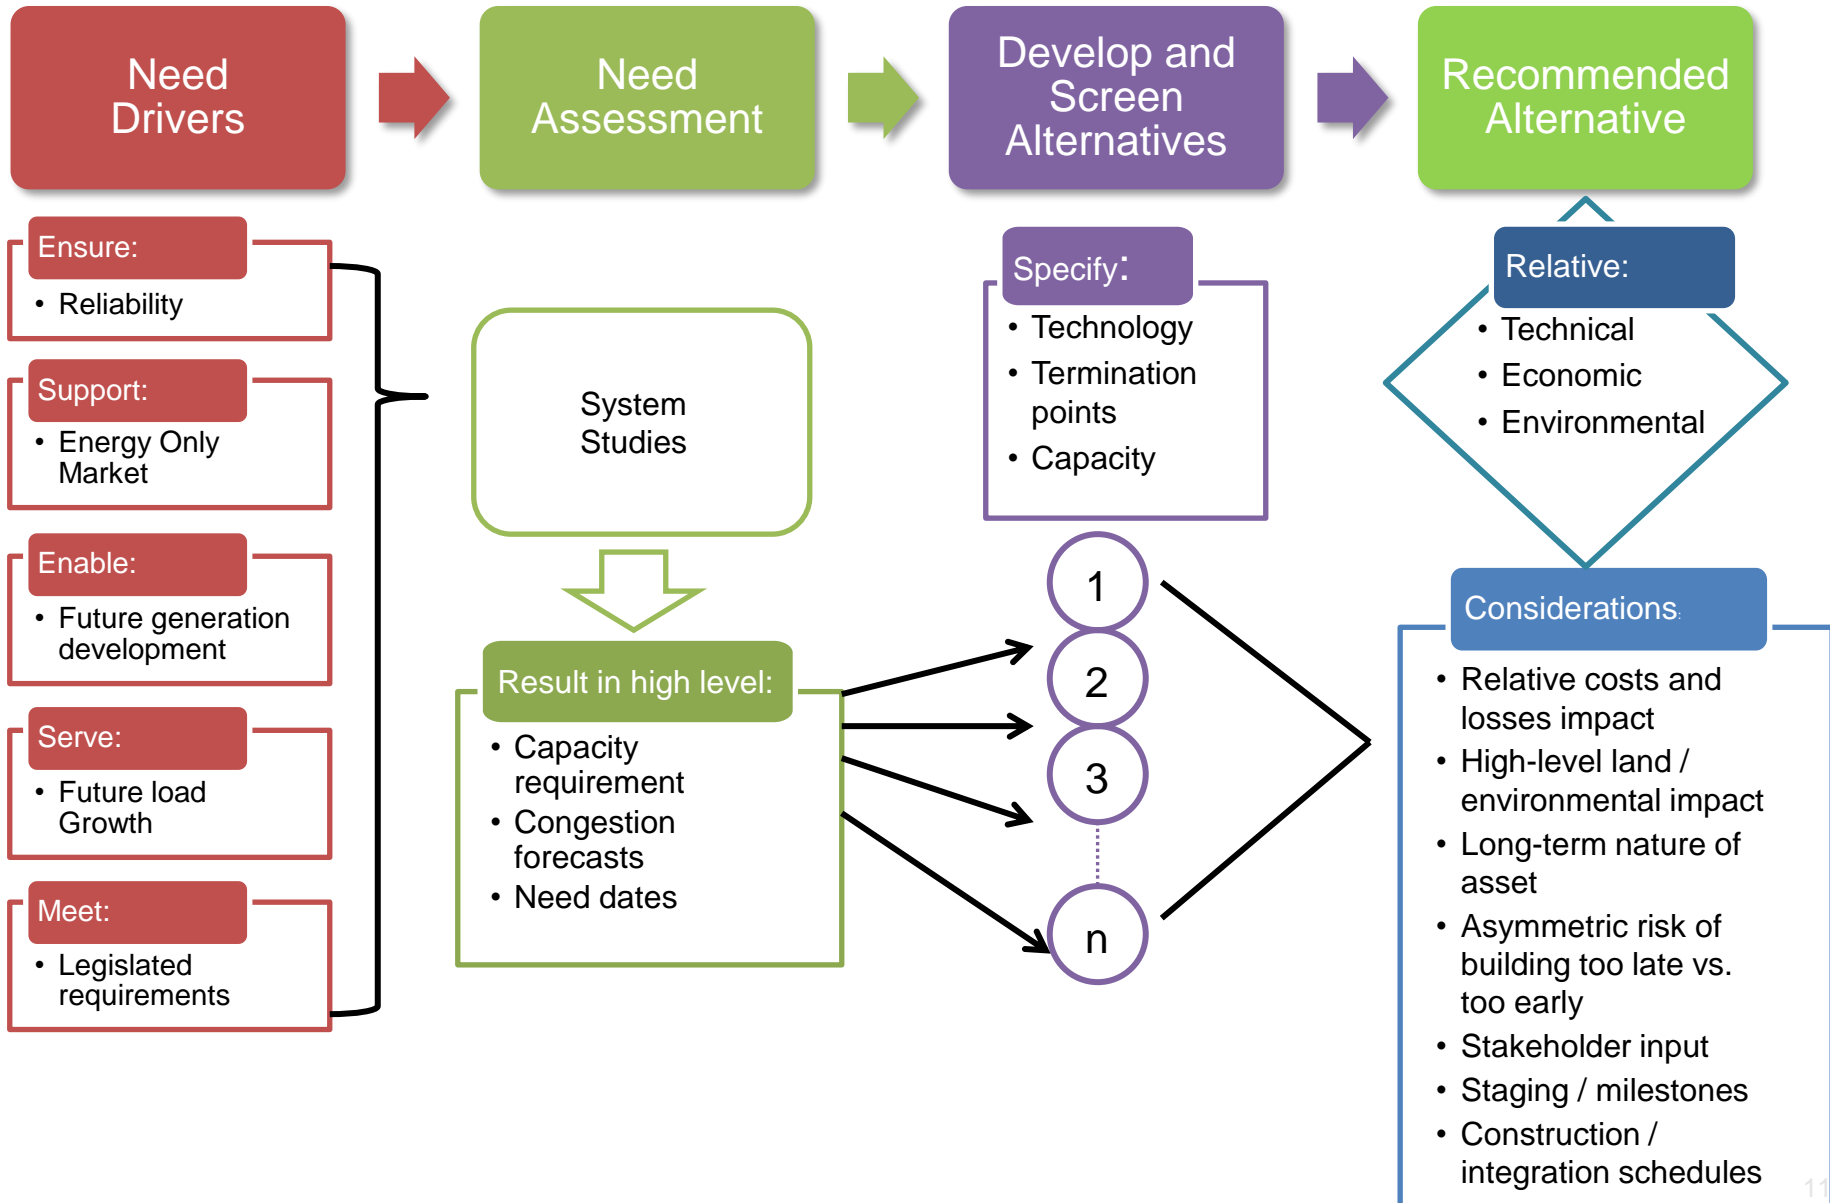 Need
Drivers
Need
Assessment
Develop and
Screen
Alternatives
Recommended
Alternative
Ensure:
• Reliability
Support:
• Energy Only
Market
Enable:
• Future generation
development
Serve:
• Future load
Growth
Meet:
• Legislated
requirements
System
Studies
Result in high level:
• Capacity
requirement
• Congestion
forecasts
• Need dates
Specify:
• Technology
• Termination
points
• Capacity
1
2
3
n
Relative:
• Technical
• Economic
• Environmental
Considerations:
• Relative costs and
losses impact
• High-level land /
environmental impact
• Long-term nature of
asset
• Asymmetric risk of
building too late vs.
too early
• Stakeholder input
• Staging / milestones
• Construction /
integration schedules
11